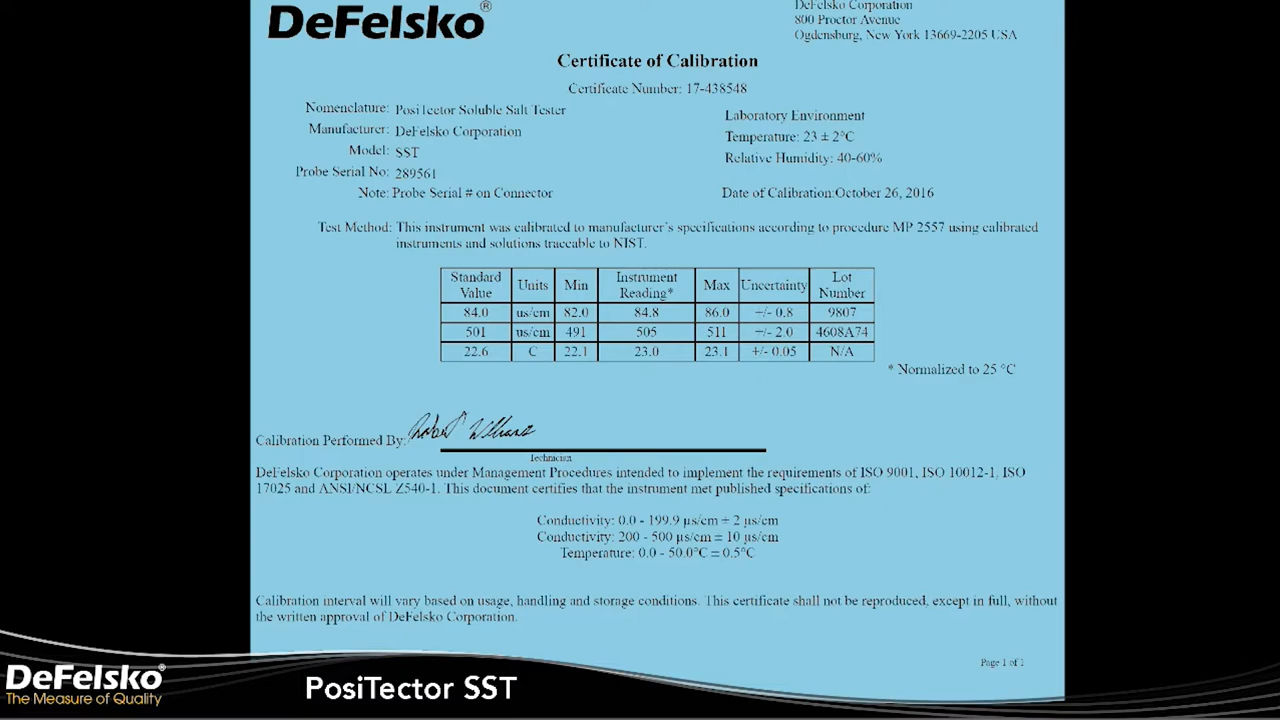 DeFelsko®
DeFelsko Corporation
800 Proctor Avenue
Ogdensburg, New York 13669-2205 USA
Certificate of Calibration
Certificate Number: 17-438548
Nomenclature: PosiTector Soluble Salt Tester
Manufacturer: DeFelsko Corporation
Model: SST
Probe Serial No: 289561
Note: Probe Serial # on Connector
Laboratory Environment
Temperature: 23 ± 2°C
Relative Humidity: 40-60%
Date of Calibration:October 26, 2016
Test Method: This instrument was calibrated to manufacturer's specifications according to procedure MP 2557 using calibrated
instruments and solutions traceable to NIST.
Standard Value Units Min Instrument Reading* Max Uncertainty Lot Number
84.0 us/cm 82.0 84.8 86.0 +/- 0.8 9807
501 us/cm 491 505 511 +/- 2.0 4608A74
22.6 C 22.1 23.0 23.1 +/- 0.05 N/A
* Normalized to 25 °C
Calibration Performed By: Robert Williams
Technician
DeFelsko Corporation operates under Management Procedures intended to implement the requirements of ISO 9001, ISO 10012-1, ISO
17025 and ANSI/NCSL Z540-1. This document certifies that the instrument met published specifications of:
Conductivity: 0.0 - 199.9 µs/cm ± 2 µs/cm
Conductivity: 200 - 500 µs/cm ± 10 µs/cm
Temperature: 0.0 - 50.0°C ± 0.5°C
Calibration interval will vary based on usage, handling and storage conditions. This certificate shall not be reproduced, except in full, without
the written approval of DeFelsko Corporation.
Page 1 of 1
DeFelsko®
The Measure of Quality
PosiTector SST